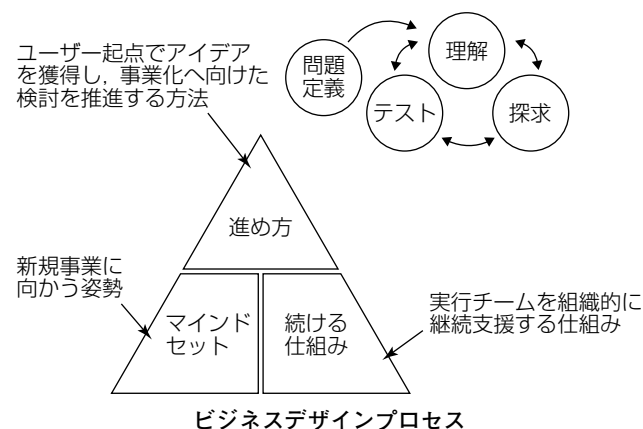 ユーザー起点でアイデア
を獲得し，事業化へ向けた
検討を推進する方法
問題
定義
理解
テスト
探求
進め方
新規事業に
向かう姿勢
マインド
セット
続ける
仕組み
実行チームを組織的に
継続支援する仕組み
ビジネスデザインプロセス